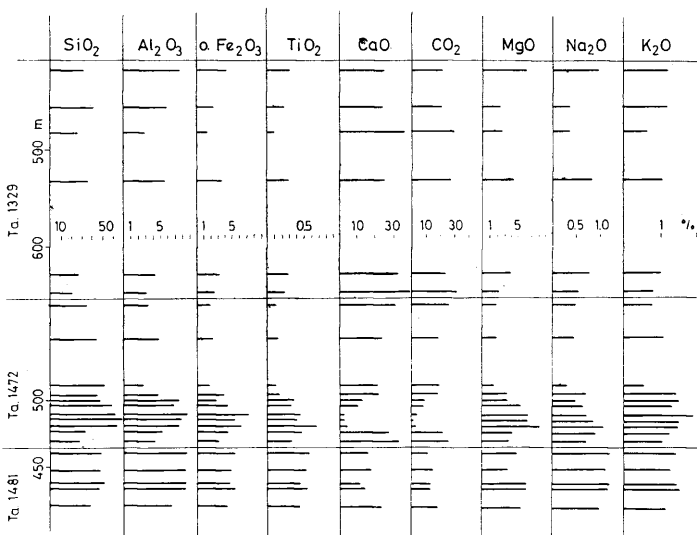 SiO₂ Al₂O₃ o. Fe₂O₃ TiO₂ CaO CO₂ MgO Na₂O K₂O
m
500
Ta. 1329
10 50 1 5 1 5 0.5 10 30 10 30 1 5 0.5 1.0 1 %
600
Ta. 1472
500
450
Ta 1481